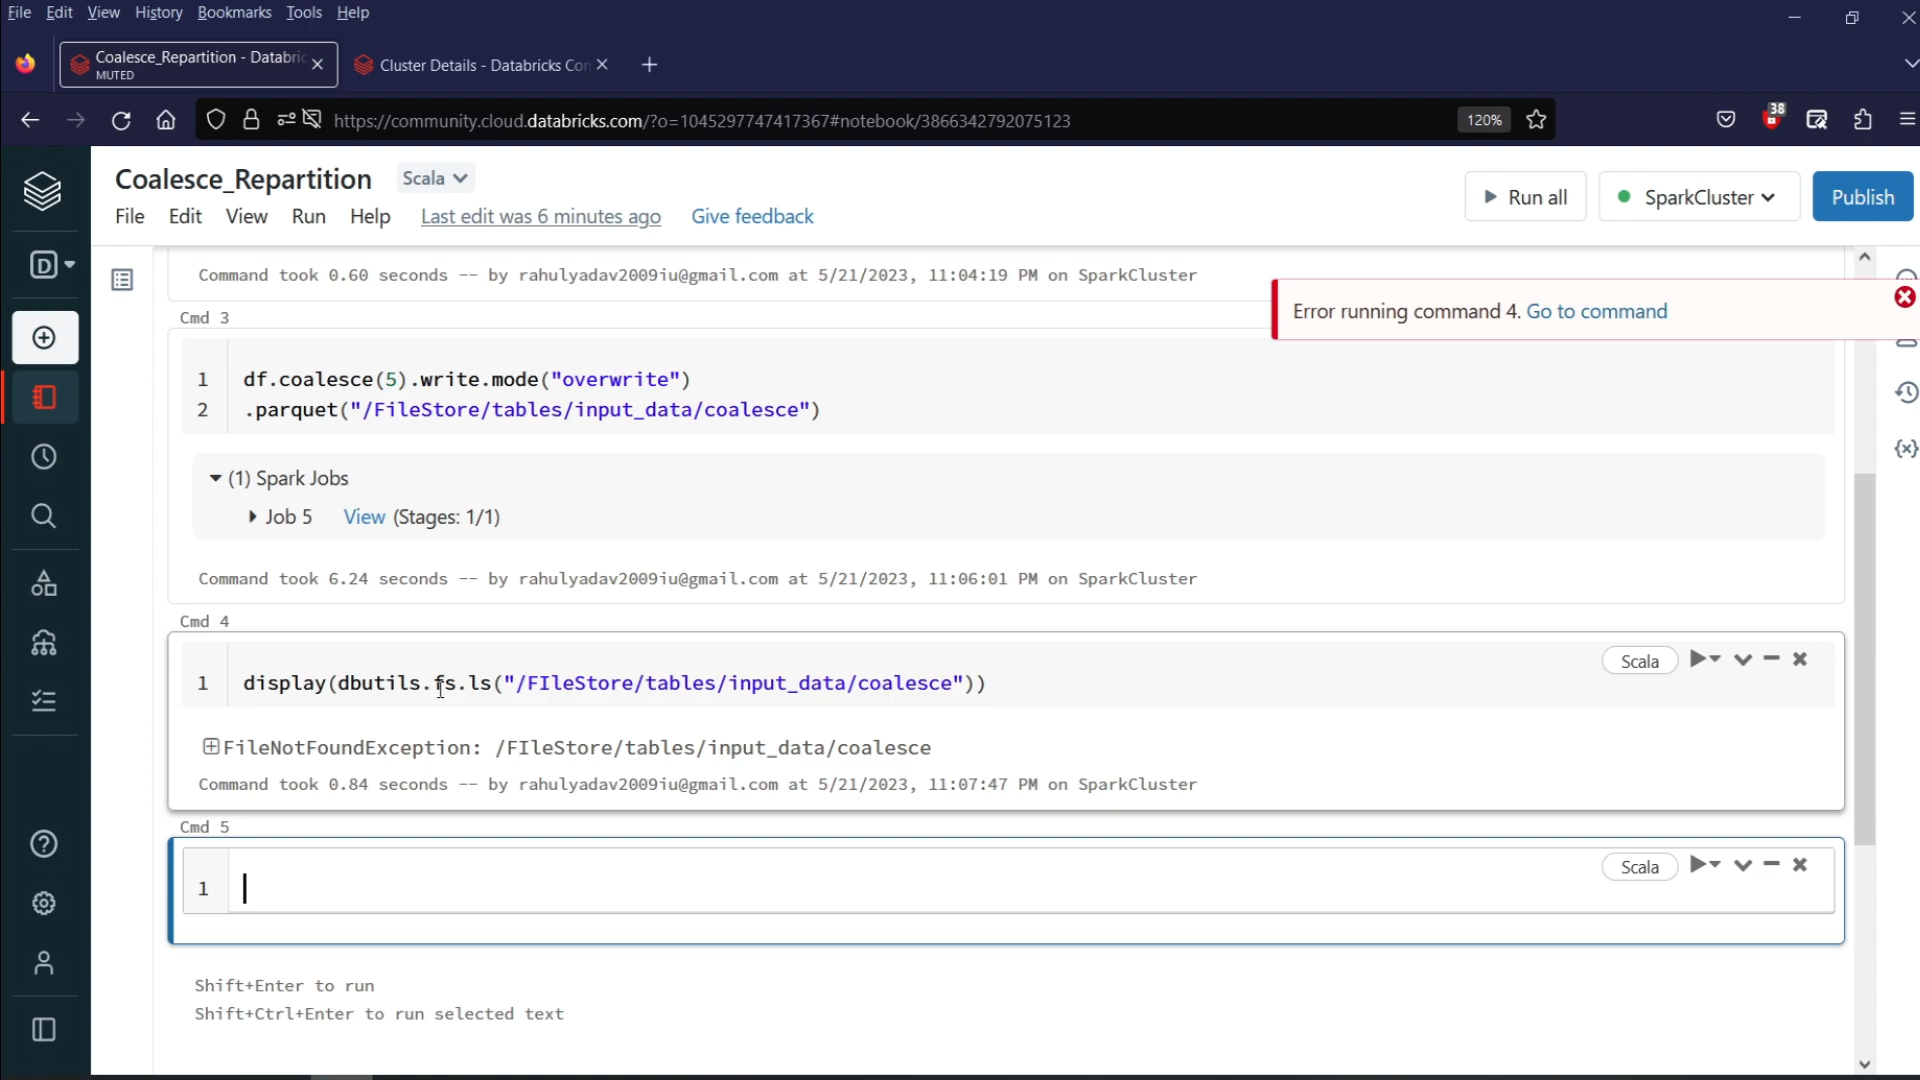 File Edit View History Bookmarks Tools Help
Coalesce_Repartition - Databric
MUTED
Cluster Details - Databricks Con
https://community.cloud.databricks.com/?o=1045297747417367#notebook/3866342792075123
120%
38
Coalesce_Repartition
Scala
File Edit View Run Help Last edit was 6 minutes ago Give feedback
Run all
SparkCluster
Publish
D
Command took 0.60 seconds -- by rahulyadav2009iu@gmail.com at 5/21/2023, 11:04:19 PM on SparkCluster
Error running command 4. Go to command
Cmd 3
1 df.coalesce(5).write.mode("overwrite")
2 .parquet("/FileStore/tables/input_data/coalesce")
(1) Spark Jobs
Job 5 View (Stages: 1/1)
Command took 6.24 seconds -- by rahulyadav2009iu@gmail.com at 5/21/2023, 11:06:01 PM on SparkCluster
Cmd 4
Scala
1 display(dbutils.fs.ls("/FIleStore/tables/input_data/coalesce"))
FileNotFoundException: /FIleStore/tables/input_data/coalesce
Command took 0.84 seconds -- by rahulyadav2009iu@gmail.com at 5/21/2023, 11:07:47 PM on SparkCluster
Cmd 5
Scala
1
Shift+Enter to run
Shift+Ctrl+Enter to run selected text